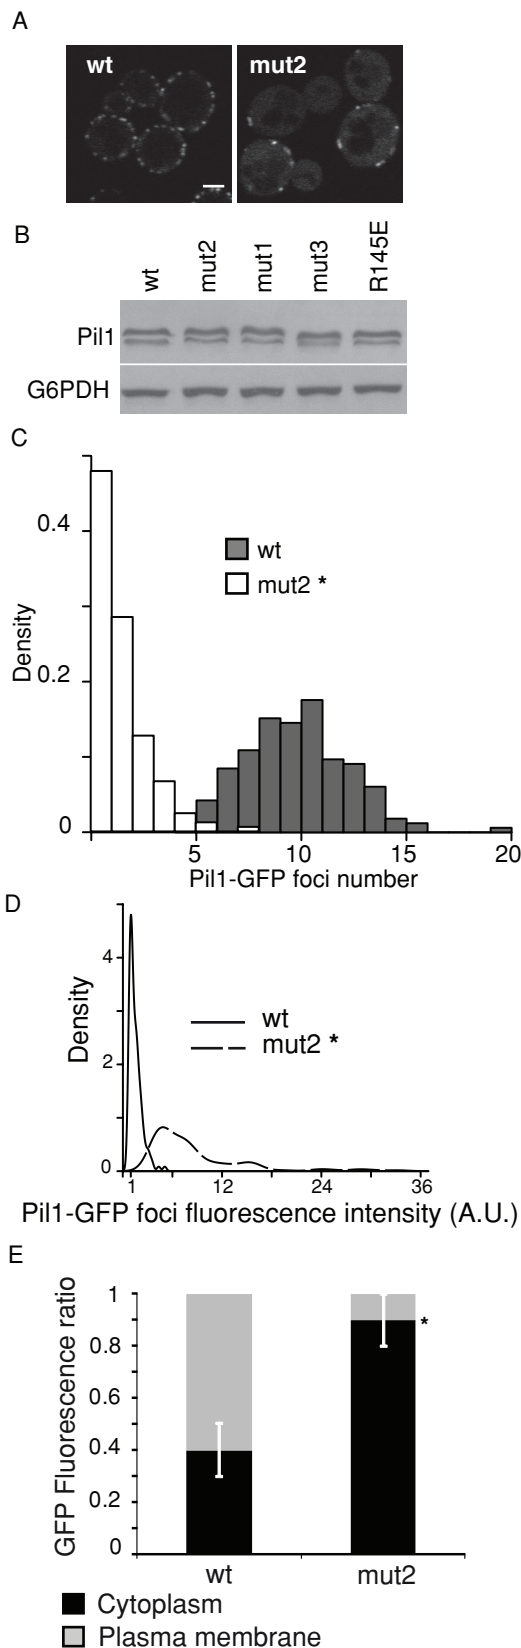 A
wt
mut2
B
wt
mut2
mut1
mut3
R145E
Pil1
G6PDH
C
0.4
0.2
0
Density
wt
mut2 *
5
10
15
20
Pil1-GFP foci number
D
4
2
0
Density
wt
mut2 *
1
12
24
36
Pil1-GFP foci fluorescence intensity (A.U.)
E
1
0.8
0.6
0.4
0.2
0
GFP Fluorescence ratio
*
wt
mut2
Cytoplasm
Plasma membrane